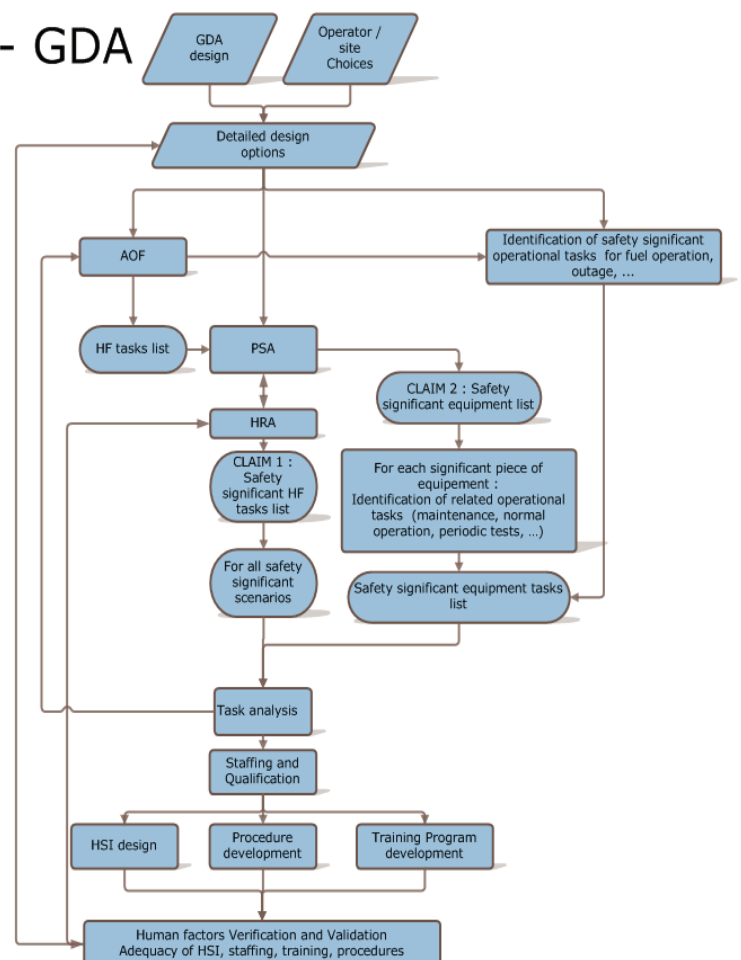 - GDA
GDA
design
Operator /
site
Choices
Detailed design
options
AOF
Identification of safety significant
operational tasks for fuel operation,
outage, ...
HF tasks list
PSA
CLAIM 2 : Safety
significant equipment list
HRA
CLAIM 1 :
Safety
significant HF
tasks list
For each significant piece of
equipement :
Identification of related operational
tasks (maintenance, normal
operation, periodic tests, ...)
For all safety
significant
scenarios
Safety significant equipment tasks
list
Task analysis
Staffing and
Qualification
HSI design
Procedure
development
Training Program
development
Human factors Verification and Validation
Adequacy of HSI, staffing, training, procedures